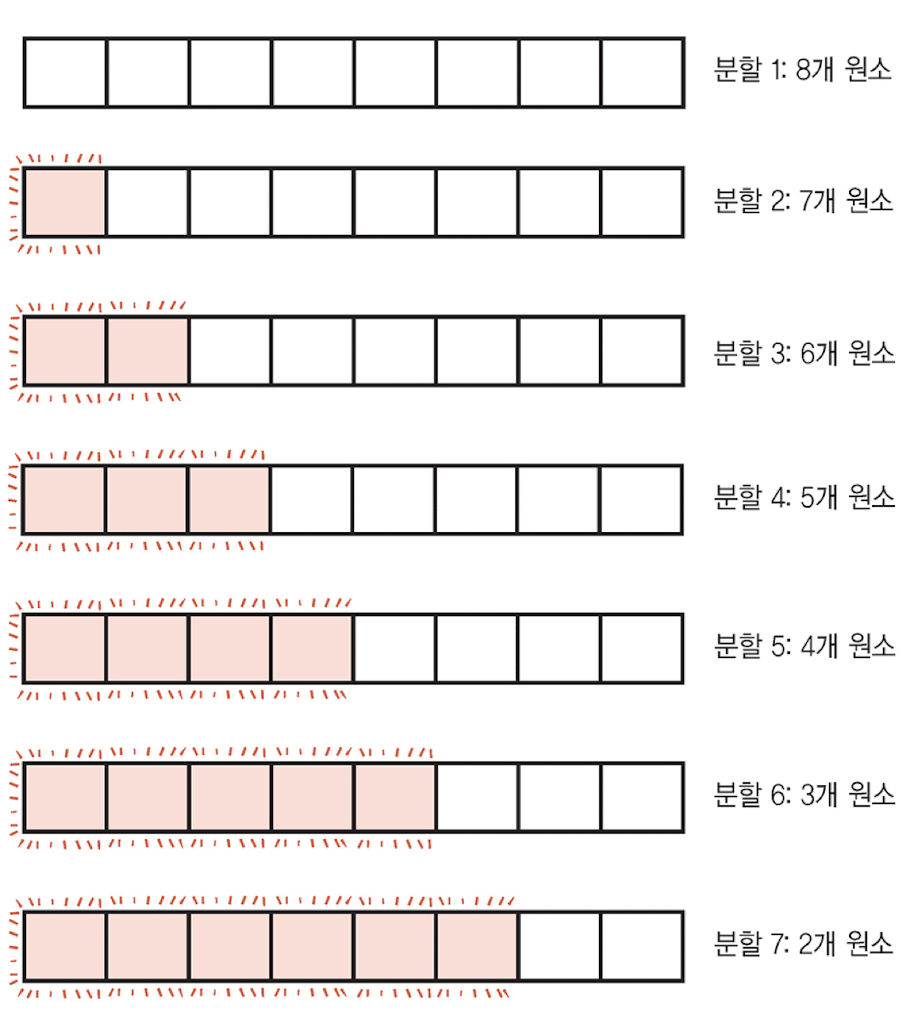 분할 1: 8개 원소
분할 2: 7개 원소
분할 3: 6개 원소
분할 4: 5개 원소
분할 5: 4개 원소
분할 6: 3개 원소
분할 7: 2개 원소